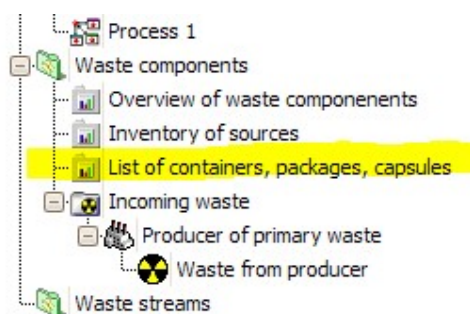 Process 1
Waste components
Overview of waste componenents
Inventory of sources
List of containers, packages, capsules
Incoming waste
Producer of primary waste
Waste from producer
Waste streams